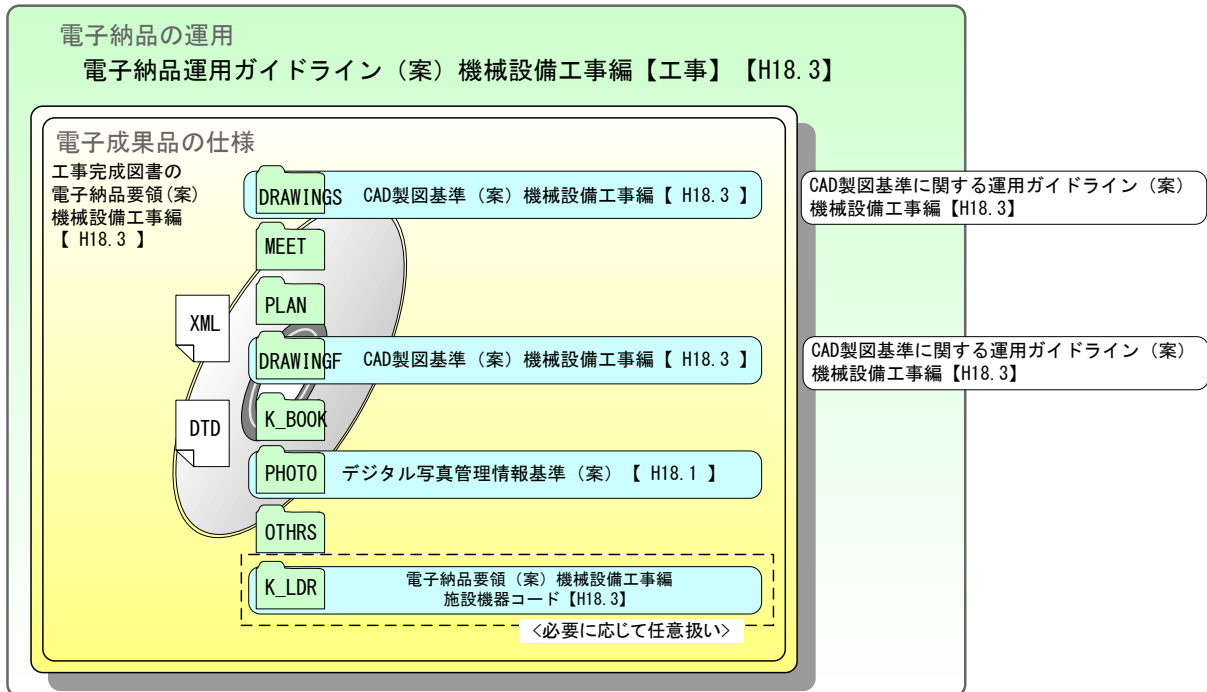 電子納品の運用
電子納品運用ガイドライン（案）機械設備工事編【工事】【H18.3】
電子成果品の仕様
工事完成図書の
電子納品要領(案)
機械設備工事編
【 H18.3 】
DRAWINGS CAD製図基準（案）機械設備工事編【 H18.3 】
CAD製図基準に関する運用ガイドライン（案）
機械設備工事編【H18.3】
MEET
PLAN
XML
DRAWINGF CAD製図基準（案）機械設備工事編【 H18.3 】
CAD製図基準に関する運用ガイドライン（案）
機械設備工事編【H18.3】
K_BOOK
DTD
PHOTO デジタル写真管理情報基準（案）【 H18.1 】
OTHRS
K_LDR
電子納品要領（案）機械設備工事編
施設機器コード【H18.3】
<必要に応じて任意扱い>